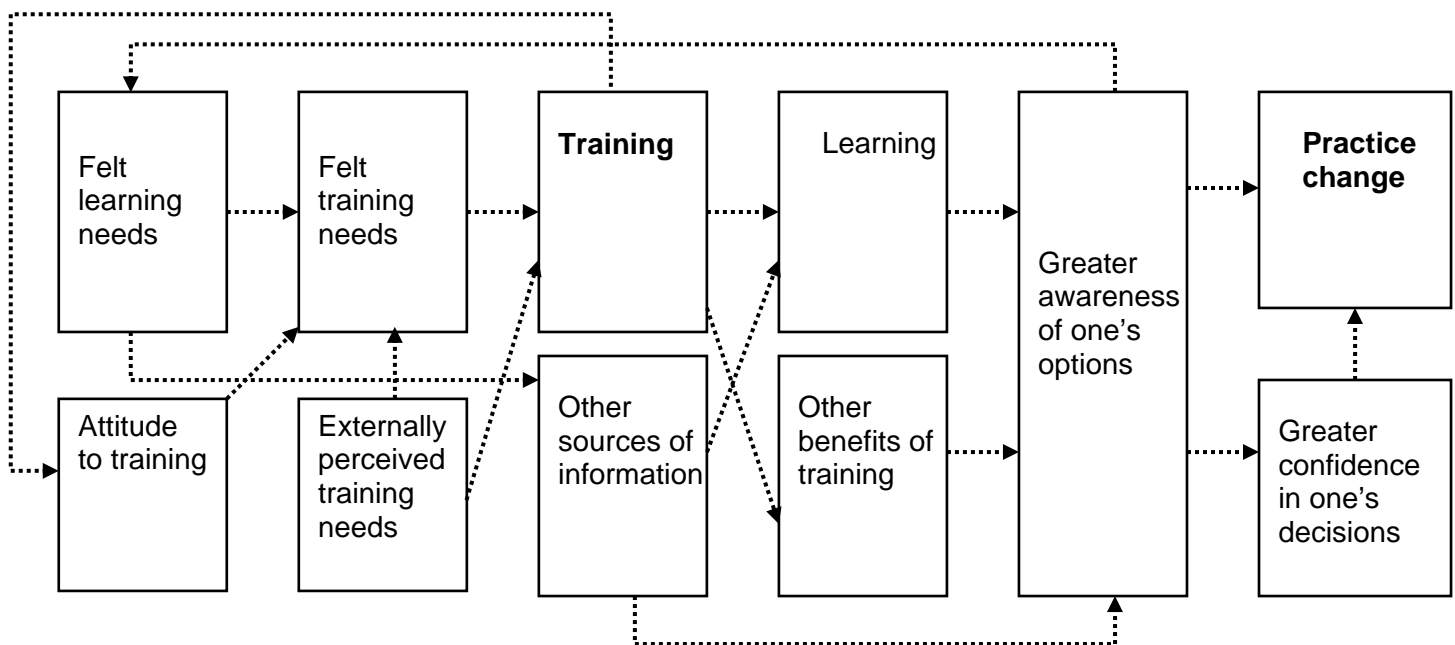 Felt
learning
needs
Felt
training
needs
Training
Learning
Greater
awareness
of one’s
options
Practice
change
Attitude
to training
Externally
perceived
training
needs
Other
sources of
information
Other
benefits of
training
Greater
confidence
in one’s
decisions